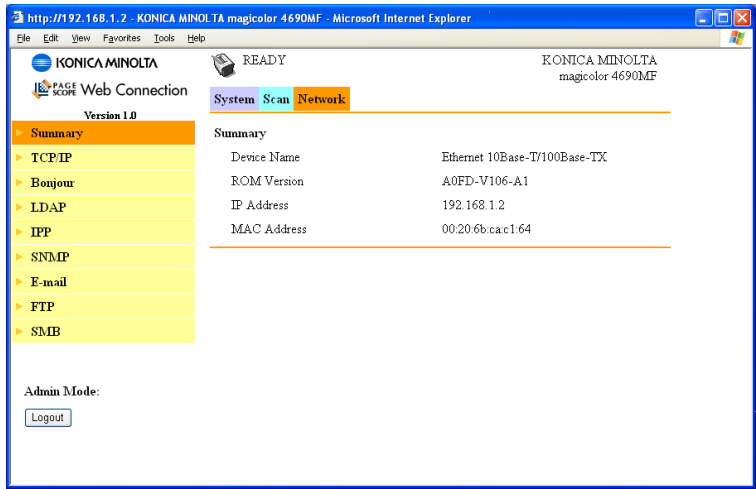 http://192.168.1.2 - KONICA MINOLTA magicolor 4690MF - Microsoft Internet Explorer
File Edit View Favorites Tools Help
KONICA MINOLTA
PAGE SCOPE Web Connection
Version 1.0
READY
KONICA MINOLTA
magicolor 4690MF
System Scan Network
Summary
TCP/IP
Bonjour
LDAP
IPP
SNMP
E-mail
FTP
SMB
Admin Mode:
Logout
Summary
Device Name Ethernet 10Base-T/100Base-TX
ROM Version A0FD-V106-A1
IP Address 192.168.1.2
MAC Address 00:20:6b:ca:c1:64